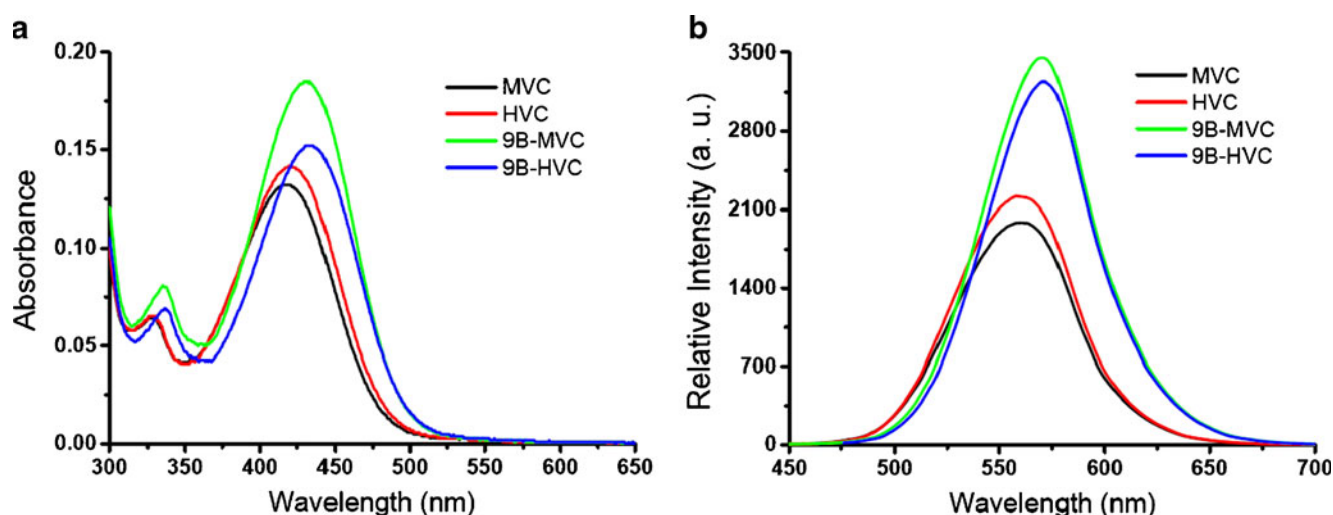 a
0.20
0.15
0.10
0.05
0.00
Absorbance
300 350 400 450 500 550 600 650
Wavelength (nm)
MVC
HVC
9B-MVC
9B-HVC
b
3500
2800
2100
1400
700
0
Relative Intensity (a. u.)
450 500 550 600 650 700
Wavelength (nm)
MVC
HVC
9B-MVC
9B-HVC